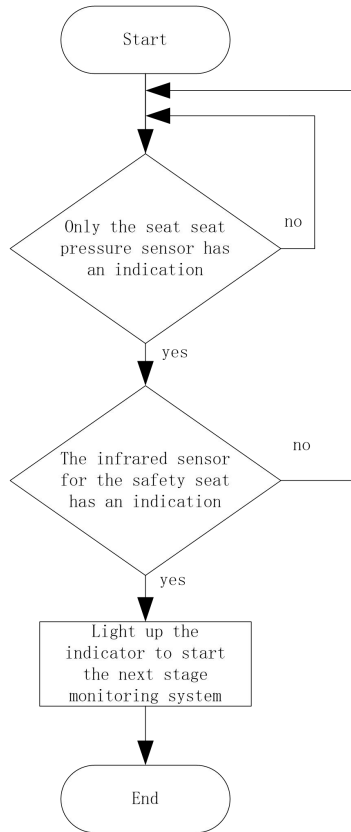 Start
Only the seat seat
pressure sensor has
an indication
no
yes
The infrared sensor
for the safety seat
has an indication
no
yes
Light up the
indicator to start
the next stage
monitoring system
End